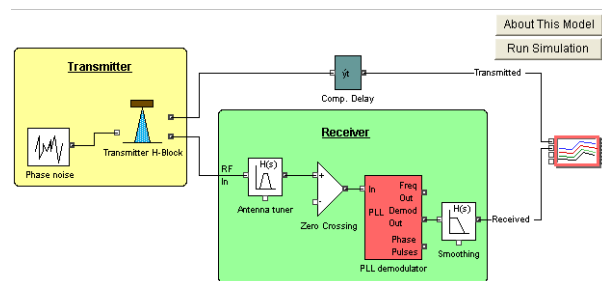 About This Model
Run Simulation
Transmitter
Phase noise
Transmitter H-Block
Comp. Delay
Transmitted
Receiver
RF
In
H(s)
Antenna tuner
+
-
Zero Crossing
In
PLL
Freq
Out
Demod
Out
Phase
Pulses
PLL demodulator
H(s)
Smoothing
Received